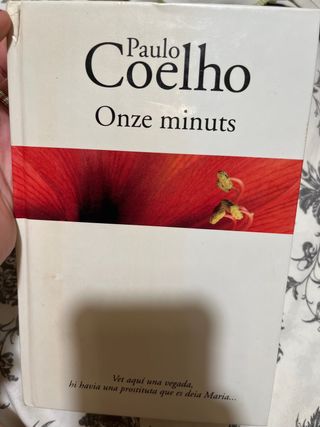 Paulo
Coelho
Onze minuts
Vet aquí una vegada,
hi havia una prostituta que es deia Maria...